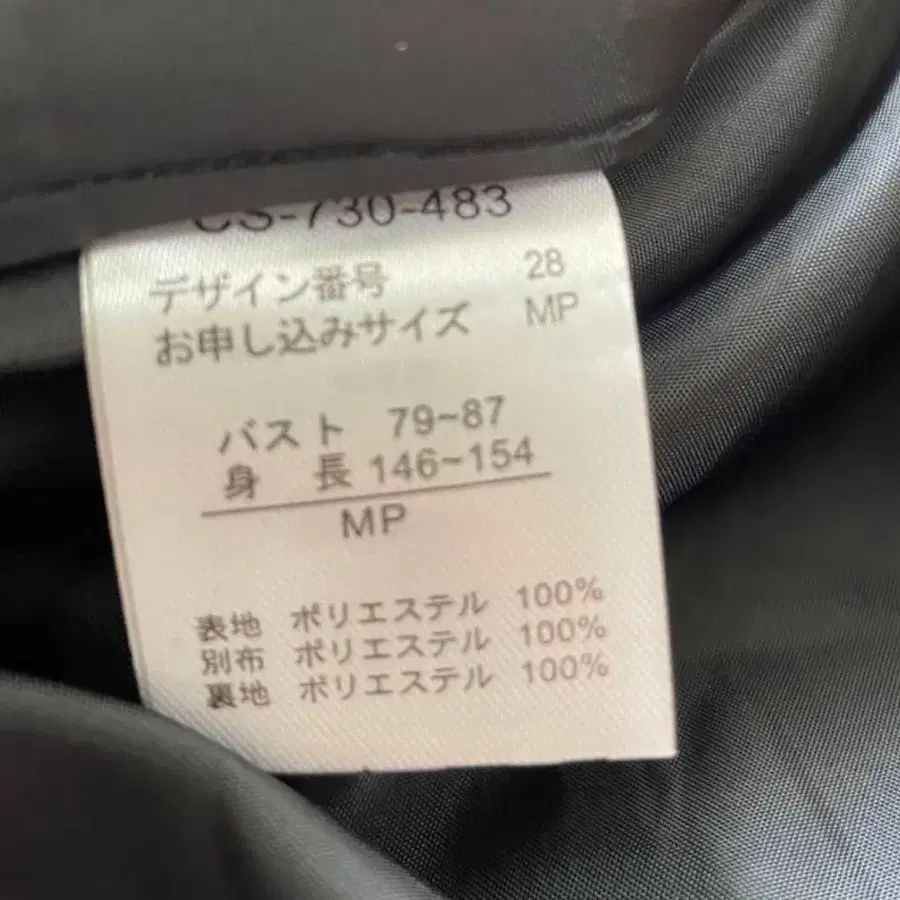 CS-730-483
デザイン番号 28
お申し込みサイズ MP
バスト 79~87
身 長 146~154
MP
表地 ポリエステル 100%
別布 ポリエステル 100%
裏地 ポリエステル 100%